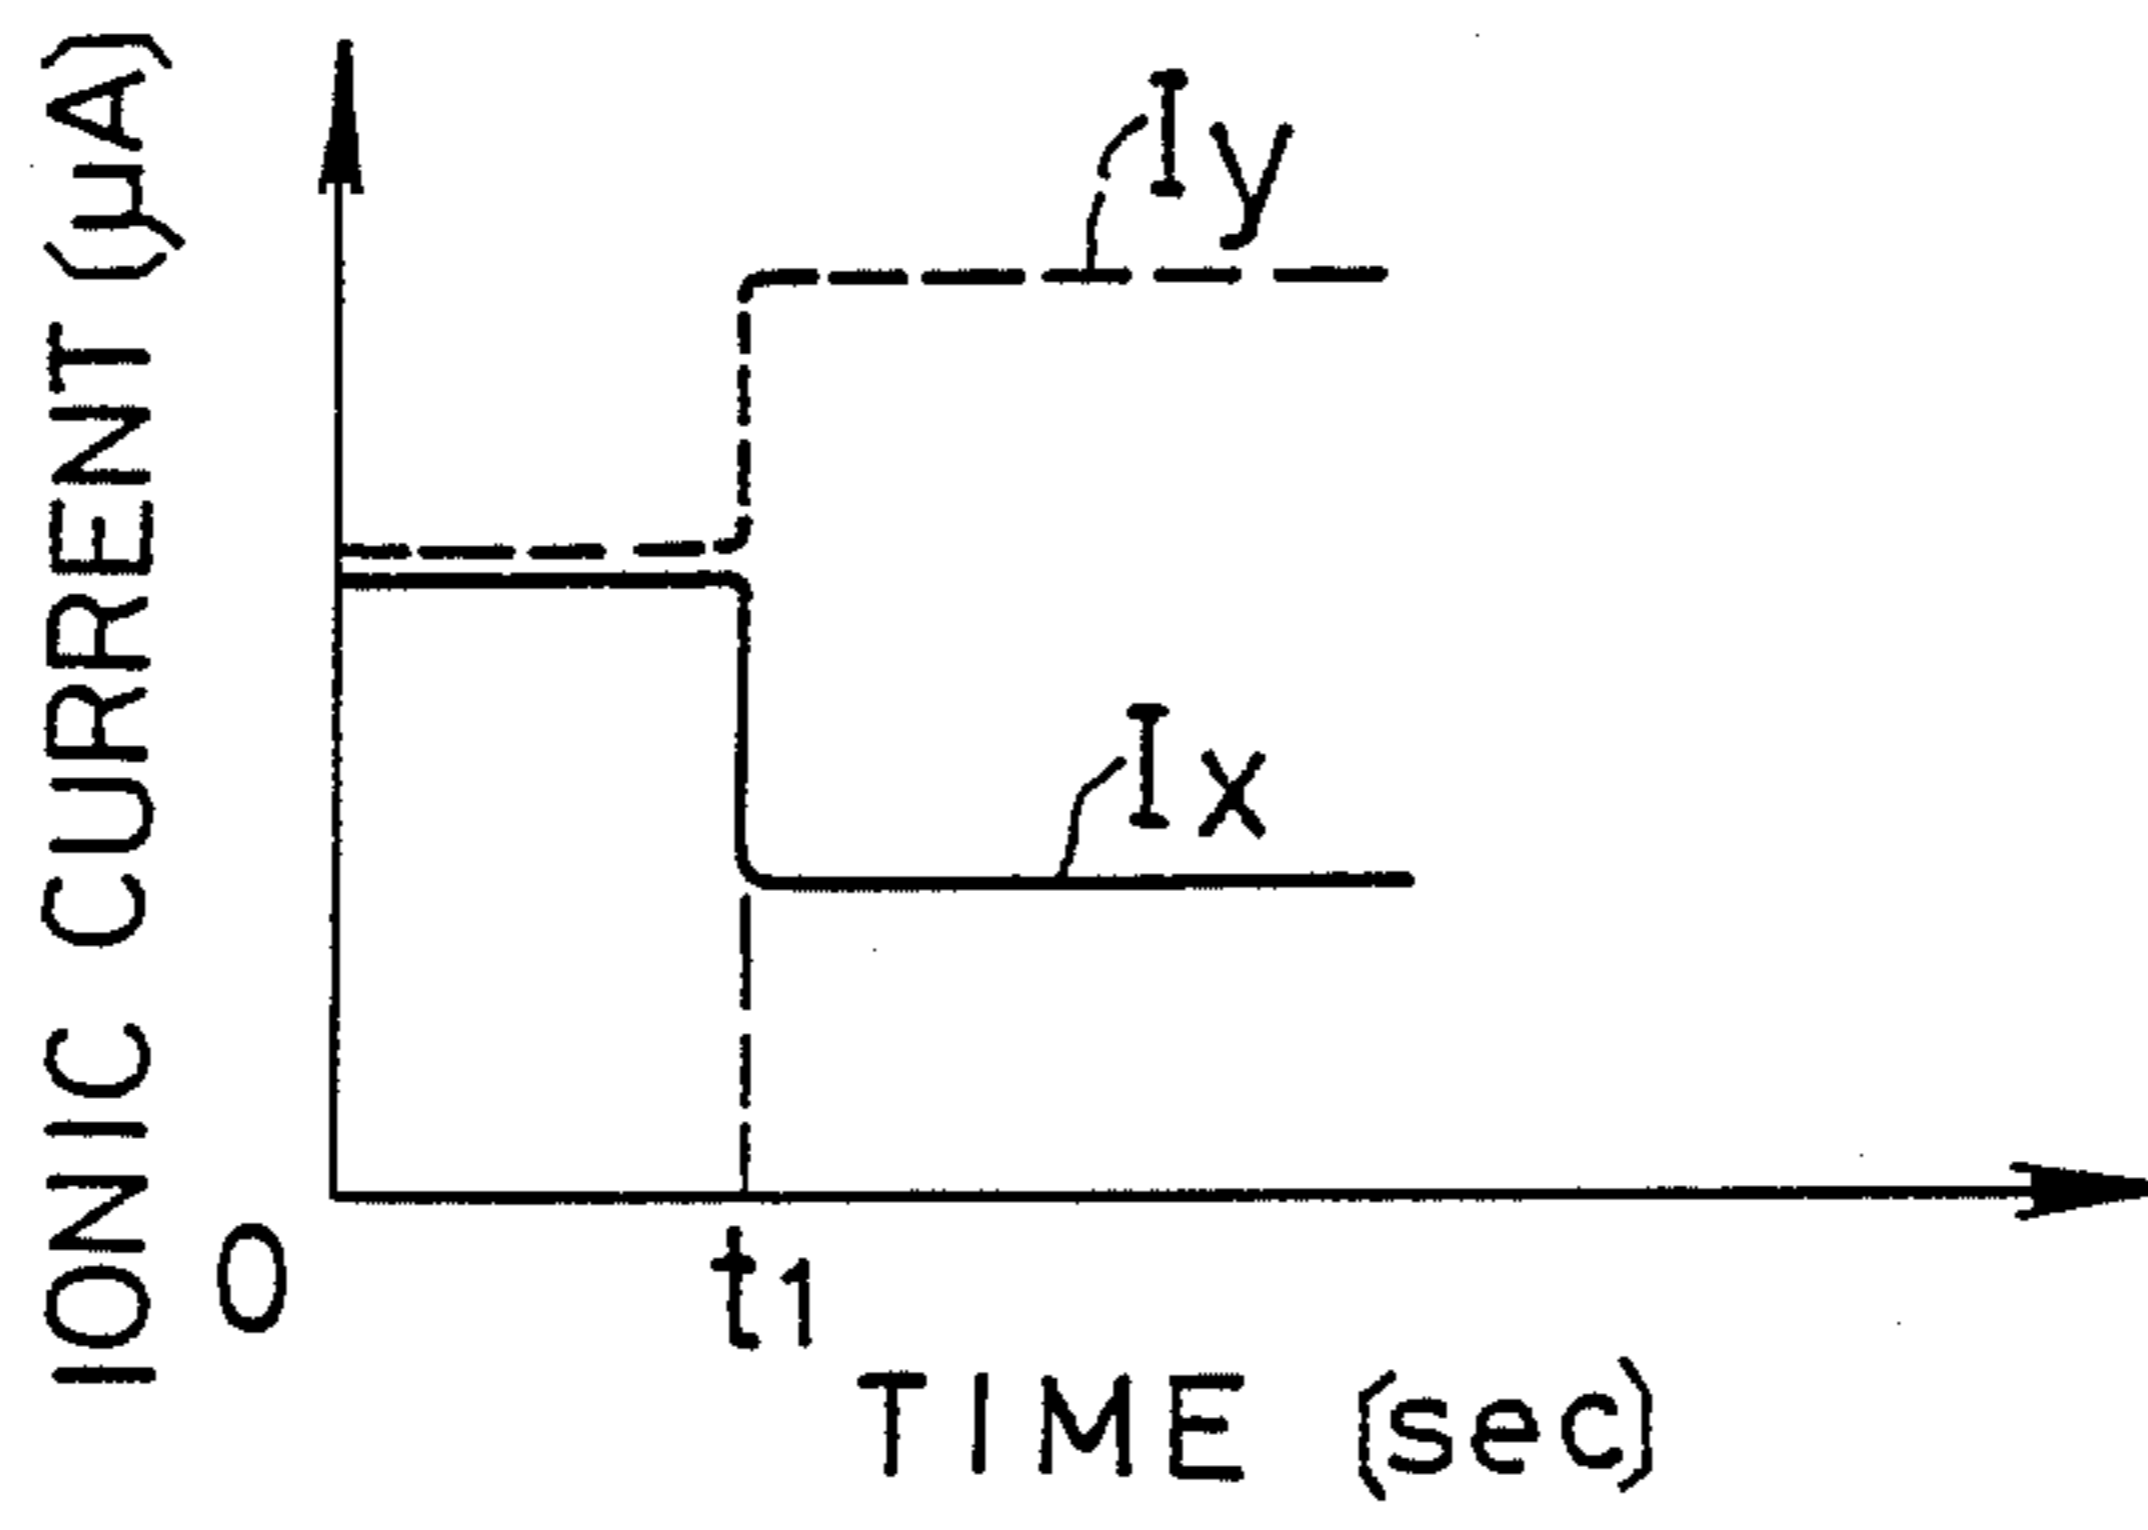 IONIC CURRENT (μA)
Iy
Ix
0
t1
TIME (sec)